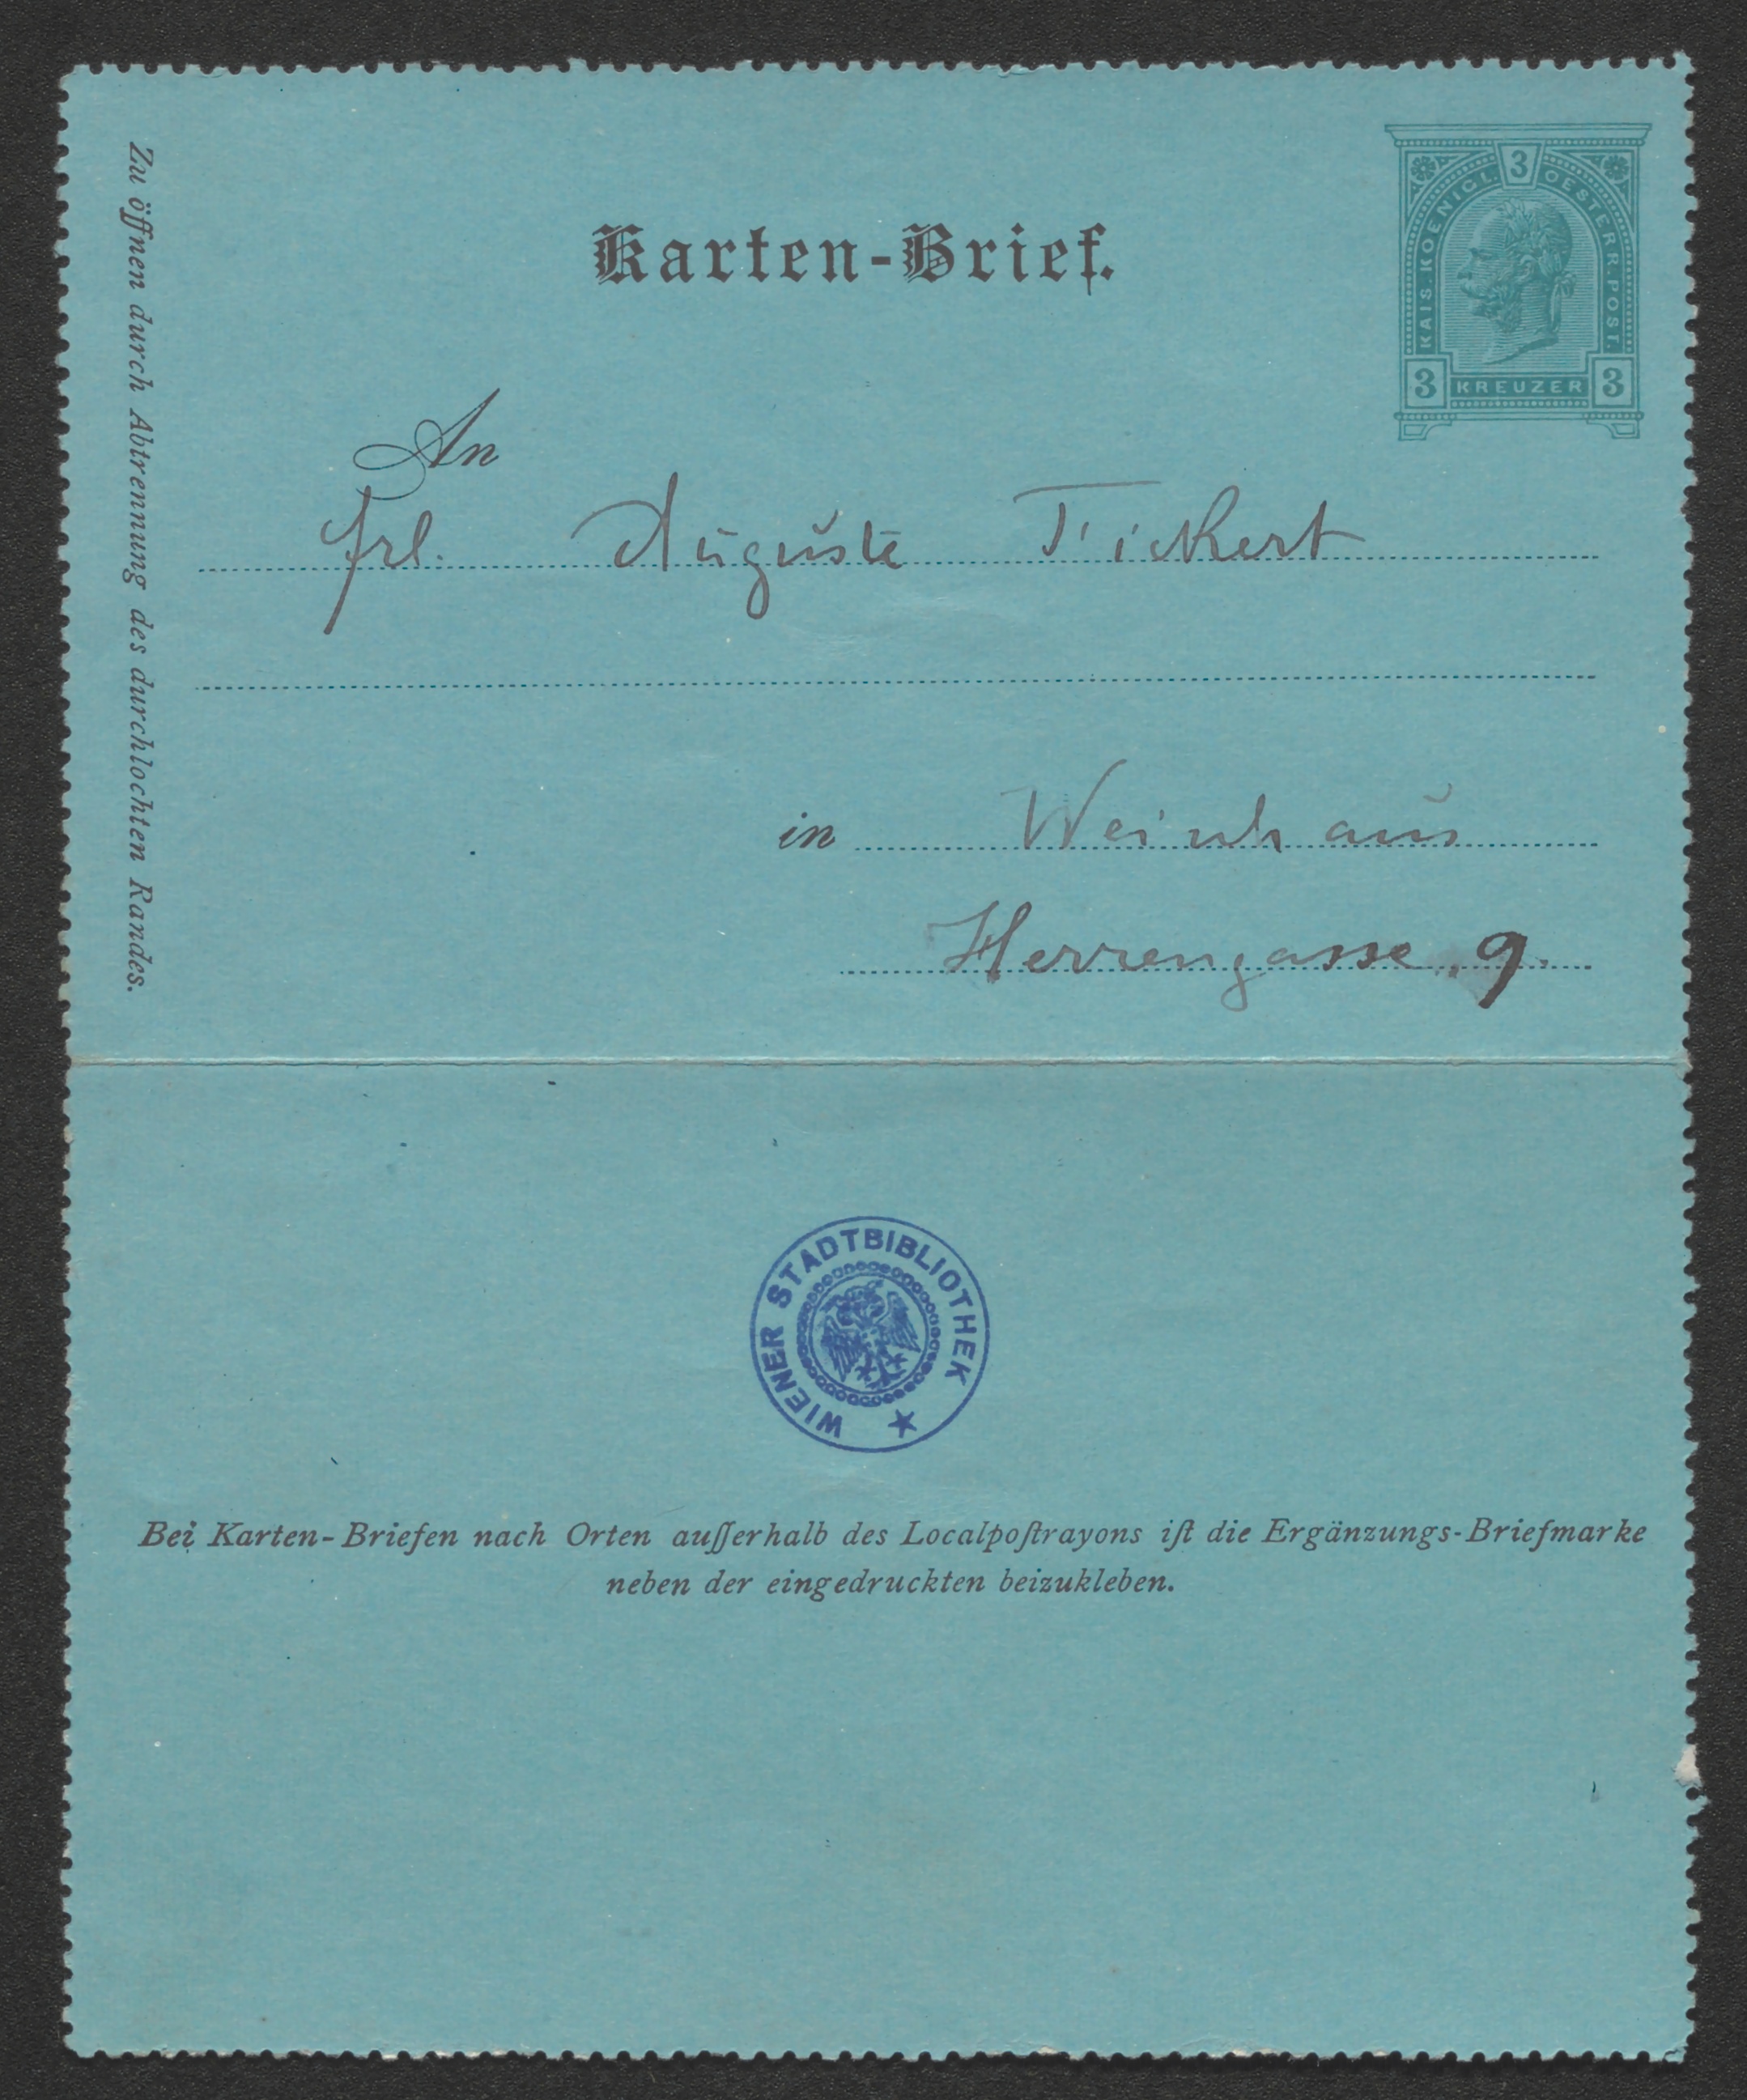 Karten-Brief.
3
KAIS. KOENIGL. OESTERR. POST.
3 KREUZER 3
Zu öffnen durch Abtrennung des durchlochten Randes.
An
Frl. Auguste Fickert
in Weinhaus
Herrengasse 9.
WIENER STADTBIBLIOTHEK
Bei Karten-Briefen nach Orten auſſerhalb des Localpoſtrayons iſt die Ergänzungs-Briefmarke
neben der eingedruckten beizukleben.